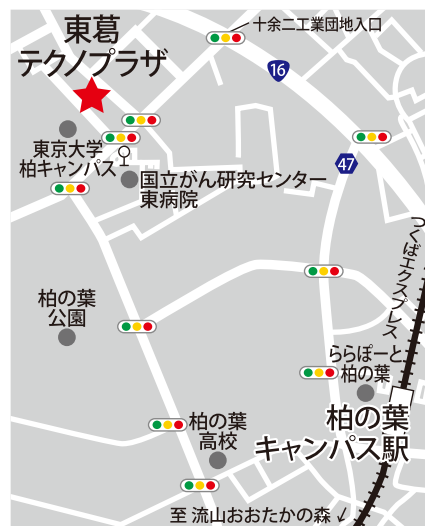 十余二工業団地入口
東葛
テクノプラザ
16
東京大学
柏キャンパス
47
国立がん研究センター
東病院
つくばエクスプレス
柏の葉
公園
ららぽーと
柏の葉
柏の葉
キャンパス駅
柏の葉
高校
至 流山おおたかの森